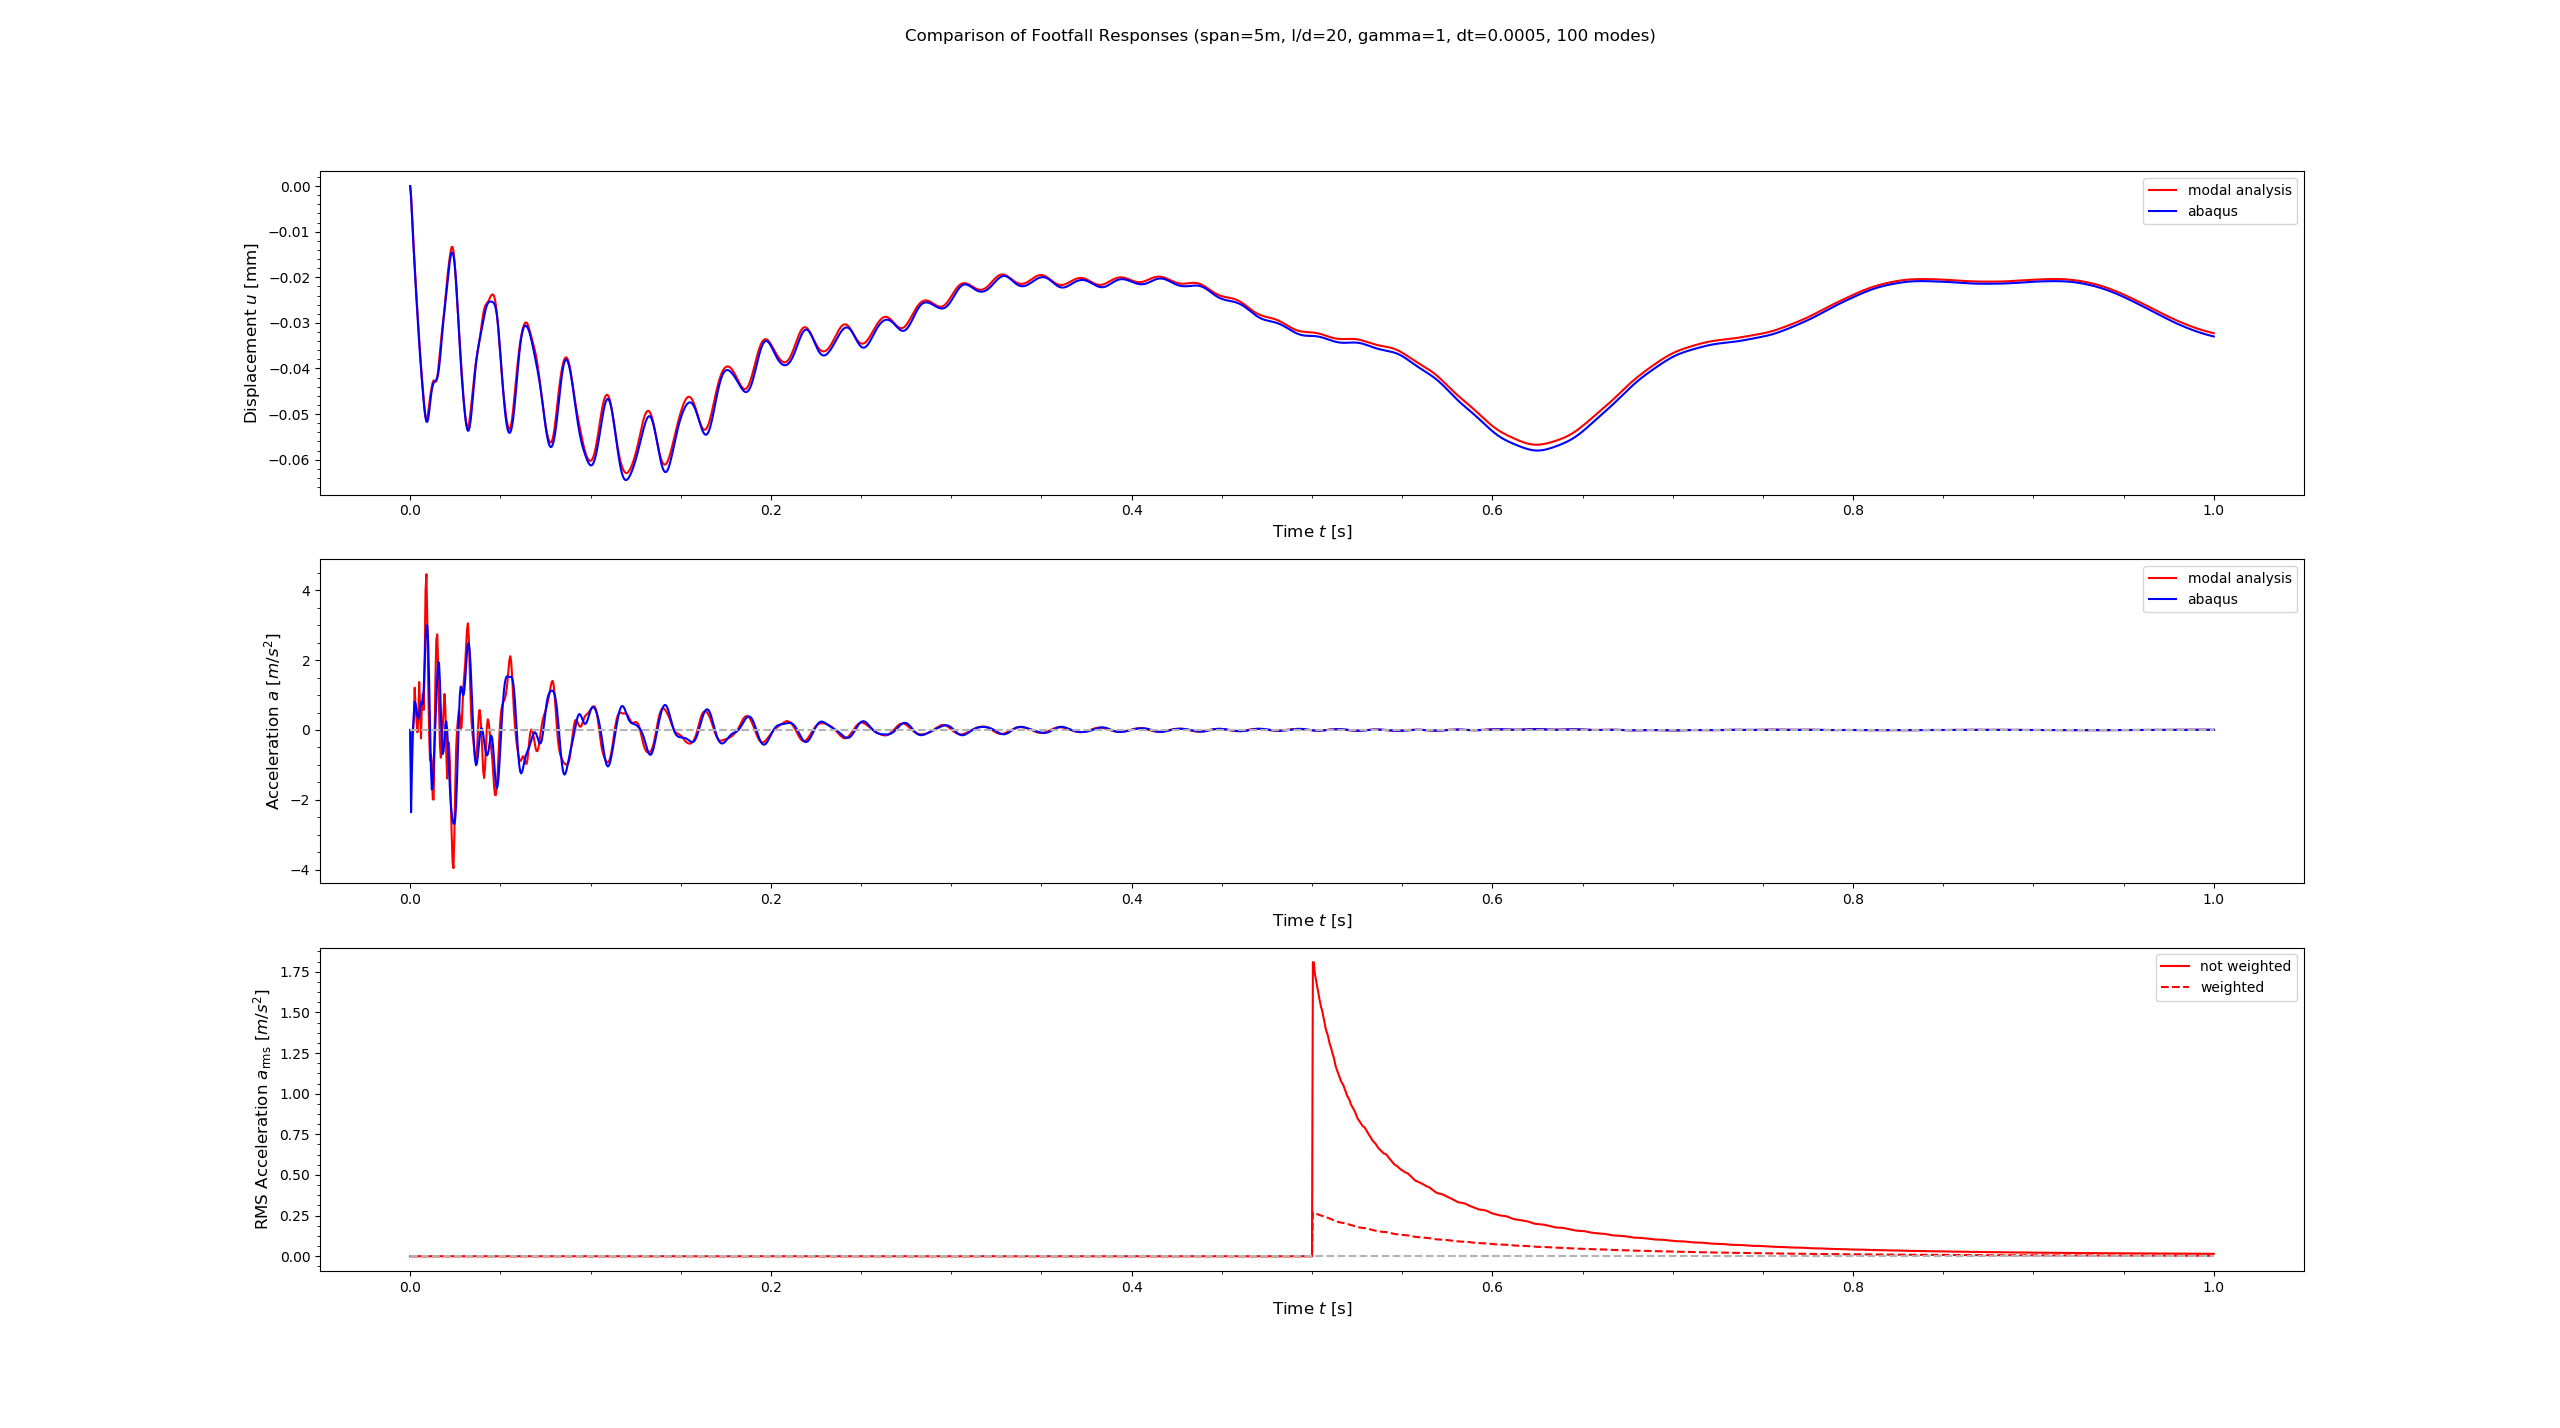 Comparison of Footfall Responses (span=5m, l/d=20, gamma=1, dt=0.0005, 100 modes)
Displacement u [mm]
0.00
−0.01
−0.02
−0.03
−0.04
−0.05
−0.06
modal analysis
abaqus
0.0 0.2 0.4 0.6 0.8 1.0
Time t [s]
Acceleration a [m/s²]
4
2
0
−2
−4
modal analysis
abaqus
0.0 0.2 0.4 0.6 0.8 1.0
Time t [s]
RMS Acceleration a_rms [m/s²]
1.75
1.50
1.25
1.00
0.75
0.50
0.25
0.00
not weighted
weighted
0.0 0.2 0.4 0.6 0.8 1.0
Time t [s]